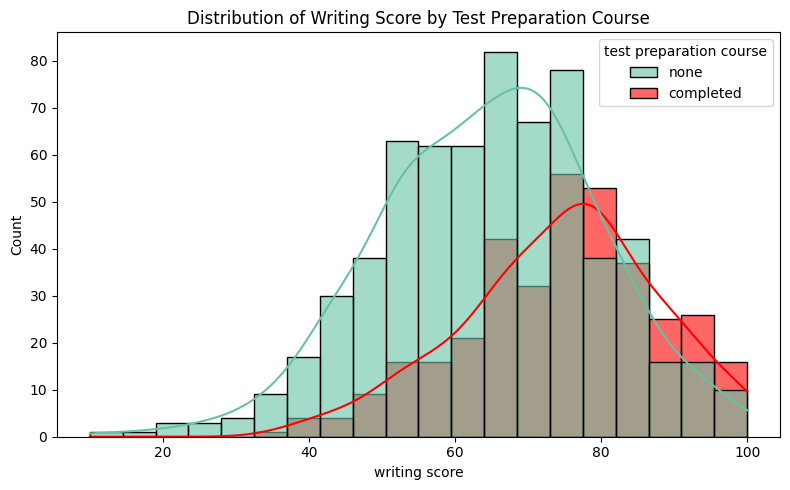 Distribution of Writing Score by Test Preparation Course
test preparation course
none
completed
Count
80
70
60
50
40
30
20
10
0
20 40 60 80 100
writing score